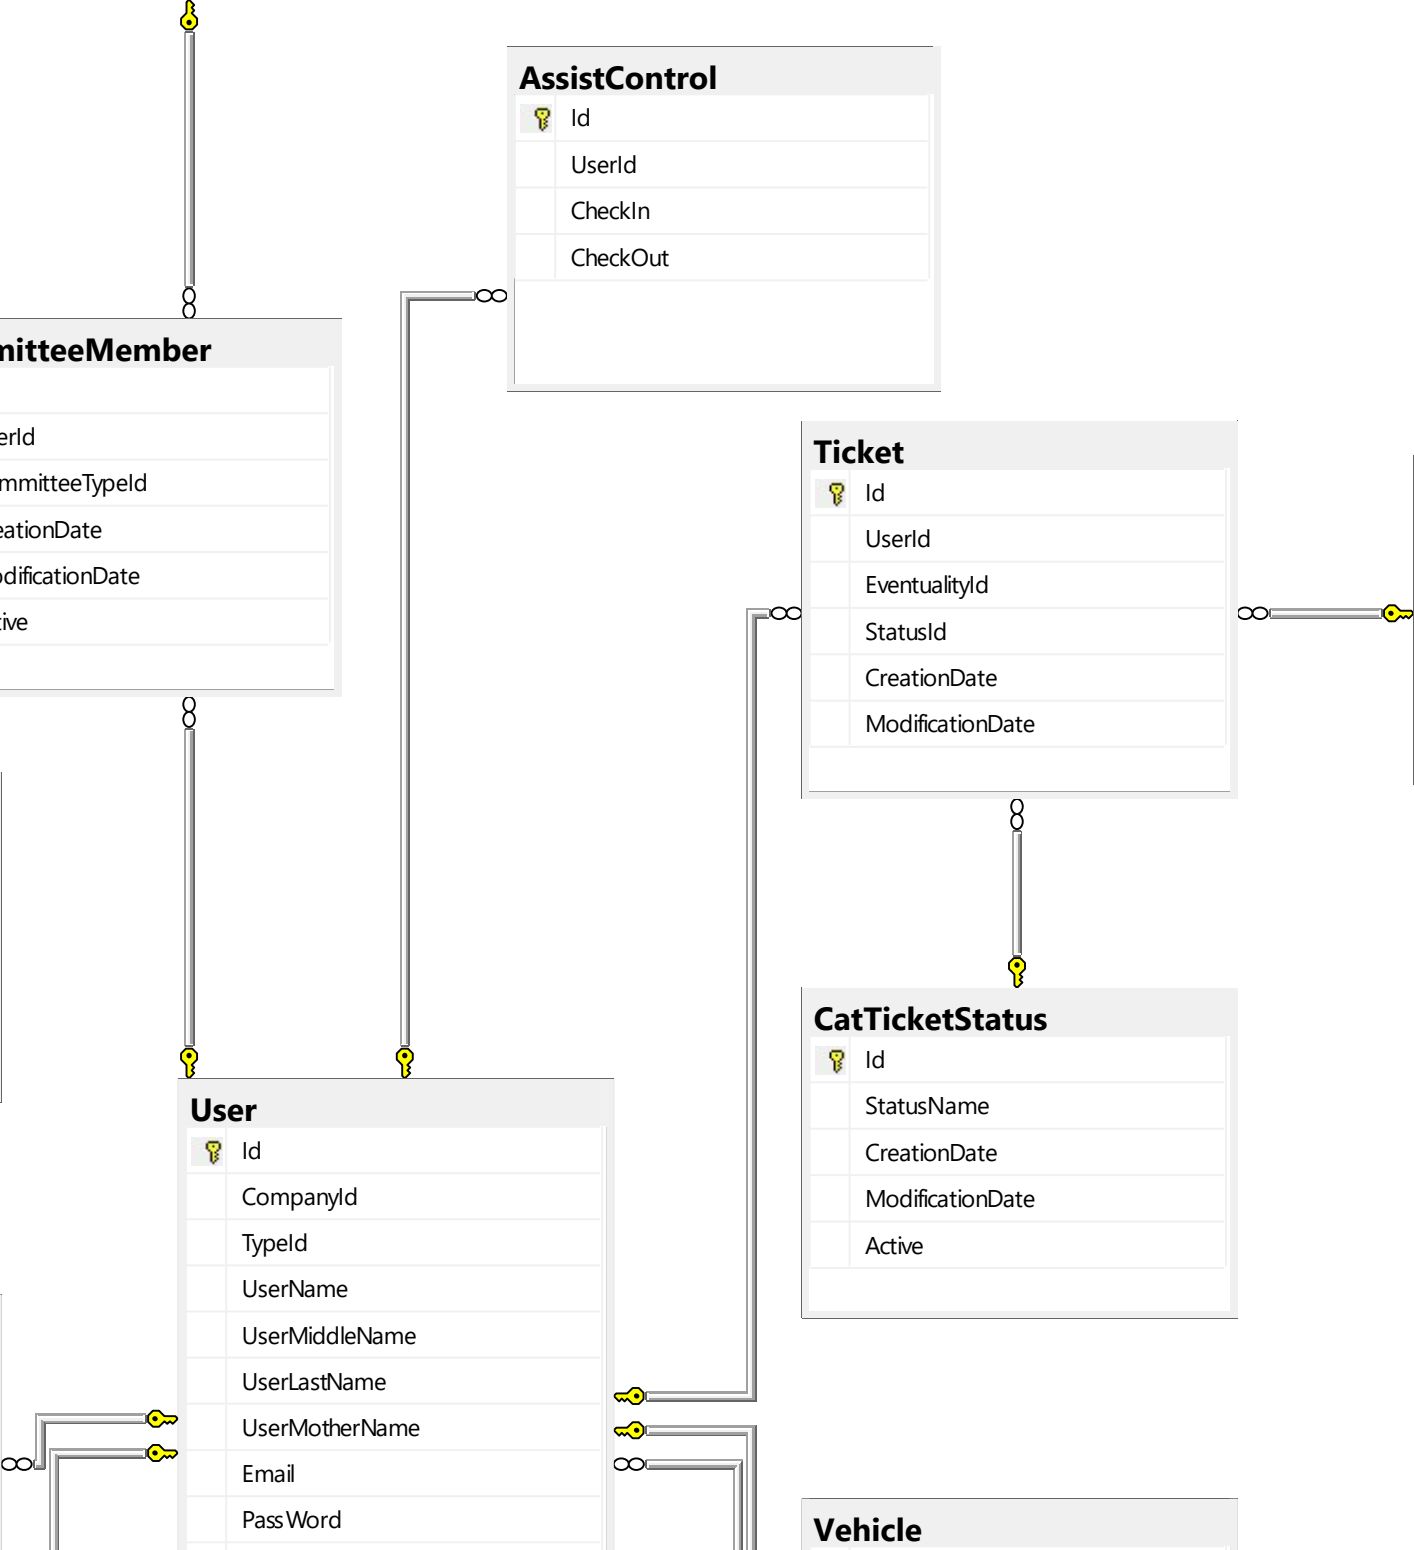 AssistControl
Id
UserId
CheckIn
CheckOut
mitteeMember
erId
mmitteeTypeId
eationDate
odificationDate
tive
Ticket
Id
UserId
EventualityId
StatusId
CreationDate
ModificationDate
CatTicketStatus
Id
StatusName
CreationDate
ModificationDate
Active
User
Id
CompanyId
TypeId
UserName
UserMiddleName
UserLastName
UserMotherName
Email
PassWord
Vehicle